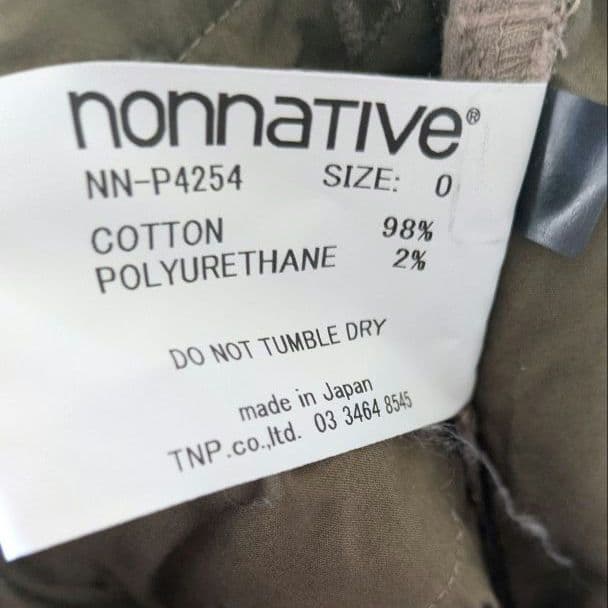 nonnative®
NN-P4254 SIZE: 0
COTTON 98%
POLYURETHANE 2%
DO NOT TUMBLE DRY
made in Japan
TNP.co.,ltd. 03 3464 8545